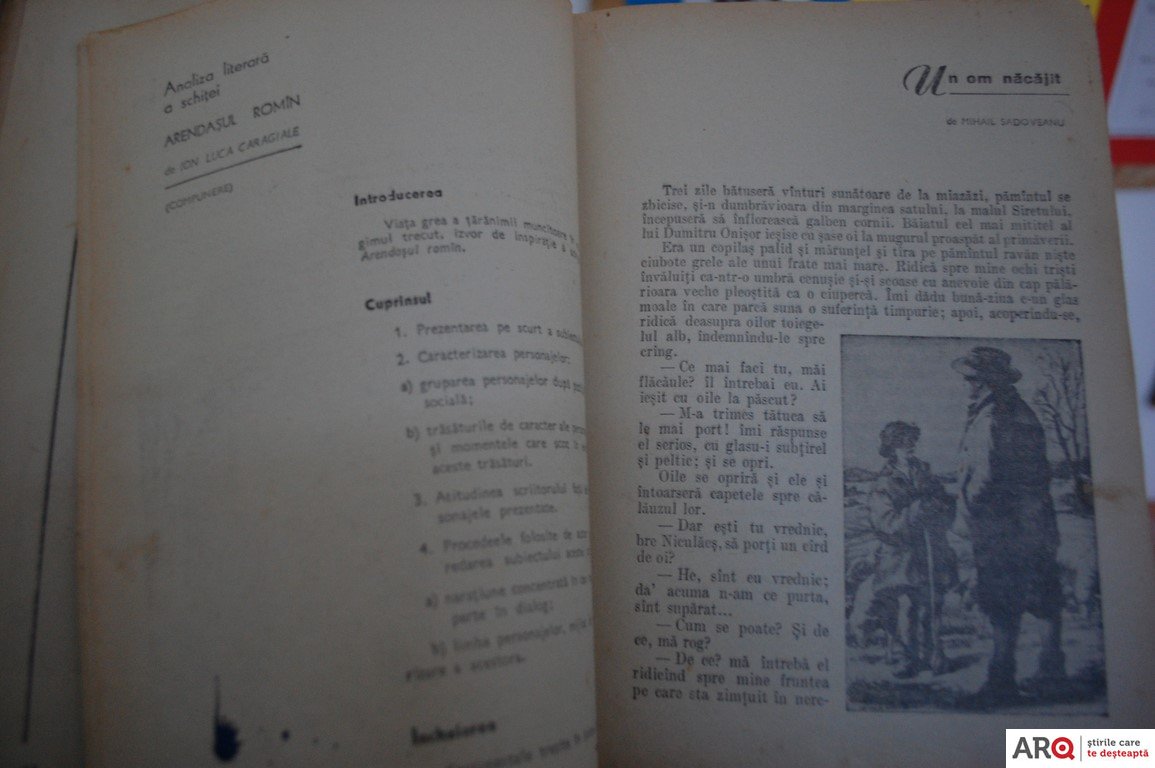 Analiza literară
a schiței
ARENDAȘUL ROMÎN
de ION LUCA CARAGIALE
(COMPUNERE)
Introducerea
Viața grea a țărănimii muncitoare în
gimul trecut, izvor de inspirație a
Arendașul romîn.
Cuprinsul
1. Prezentarea pe scurt a subiectului
2. Caracterizarea personajelor:
a) gruparea personajelor după
socială;
b) trăsăturile de caracter ale
și momentele care scot în
aceste trăsături.
3. Atitudinea scriitorului față
sonajele prezentate.
4. Procedeele folosite de
redarea subiectului
a) narațiune concentrată în
parte în dialog;
b) limba personajelor,
a acestora.
Încheierea
Un om năcăjit
de MIHAIL SADOVEANU
Trei zile bătuseră vînturi sunătoare de la miazăzi, pămîntul se
zbicise, și-n dumbrăvioara din marginea satului, la malul Siretului,
începuseră să înflorească galben cornii. Băiatul cel mai mititel al
lui Dumitru Onișor ieșise cu șase oi la mugurul proaspăt al primăverii.
Era un copilaș palid și mărunțel și tîra pe pămîntul ravăn niște
ciubote grele ale unui frate mai mare. Ridică spre mine ochi triști
învăluiți ca-ntr-o umbră cenușie și-și scoase cu anevoie din cap pălă-
rioara veche pleoștită ca o ciupercă. Îmi dădu bună-ziua c-un glas
moale în care parcă suna o suferință timpurie; apoi, acoperindu-se,
ridică deasupra oilor toiege-
lul alb, îndemnîndu-le spre
crîng.
— Ce mai faci tu, măi
flăcăule? îl întrebai eu. Ai
ieșit cu oile la păscut?
— M-a trimes tătuca să
le mai port! îmi răspunse
el serios, cu glasu-i subțirel
și peltic; și se opri.
Oile se opriră și ele și
întoarseră capetele spre că-
lăuzul lor.
— Dar ești tu vrednic,
bre Niculăeș, să porți un cîrd
de oi?
— He, sînt eu vrednic;
da' acuma n-am ce purta,
sînt supărat...
— Cum se poate? Și de
ce, mă rog?
— De ce? mă întrebă el
ridicînd spre mine fruntea
pe care sta zimțuit în nere-
ARQ știrile care
te deșteaptă